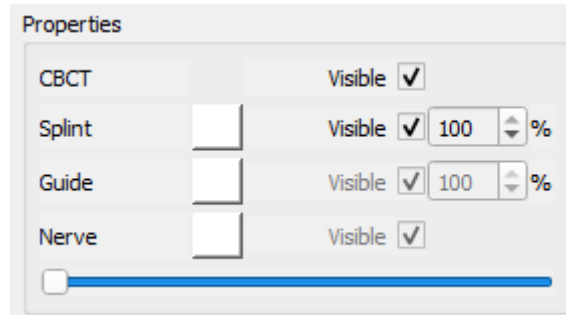 Properties
CBCT Visible
Splint Visible 100 %
Guide Visible 100 %
Nerve Visible